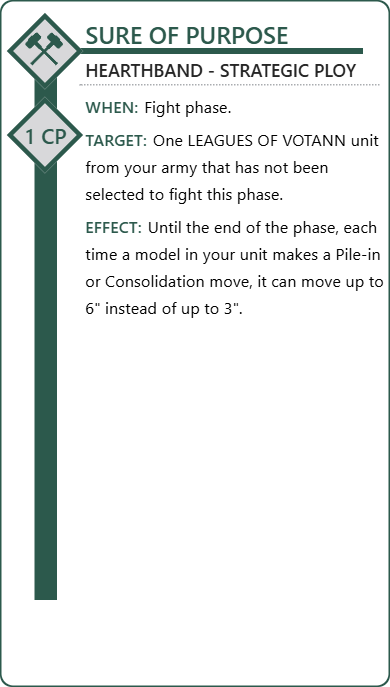 SURE OF PURPOSE
HEARTHBAND - STRATEGIC PLOY
1 CP
WHEN: Fight phase.
TARGET: One LEAGUES OF VOTANN unit
from your army that has not been
selected to fight this phase.
EFFECT: Until the end of the phase, each
time a model in your unit makes a Pile-in
or Consolidation move, it can move up to
6" instead of up to 3".